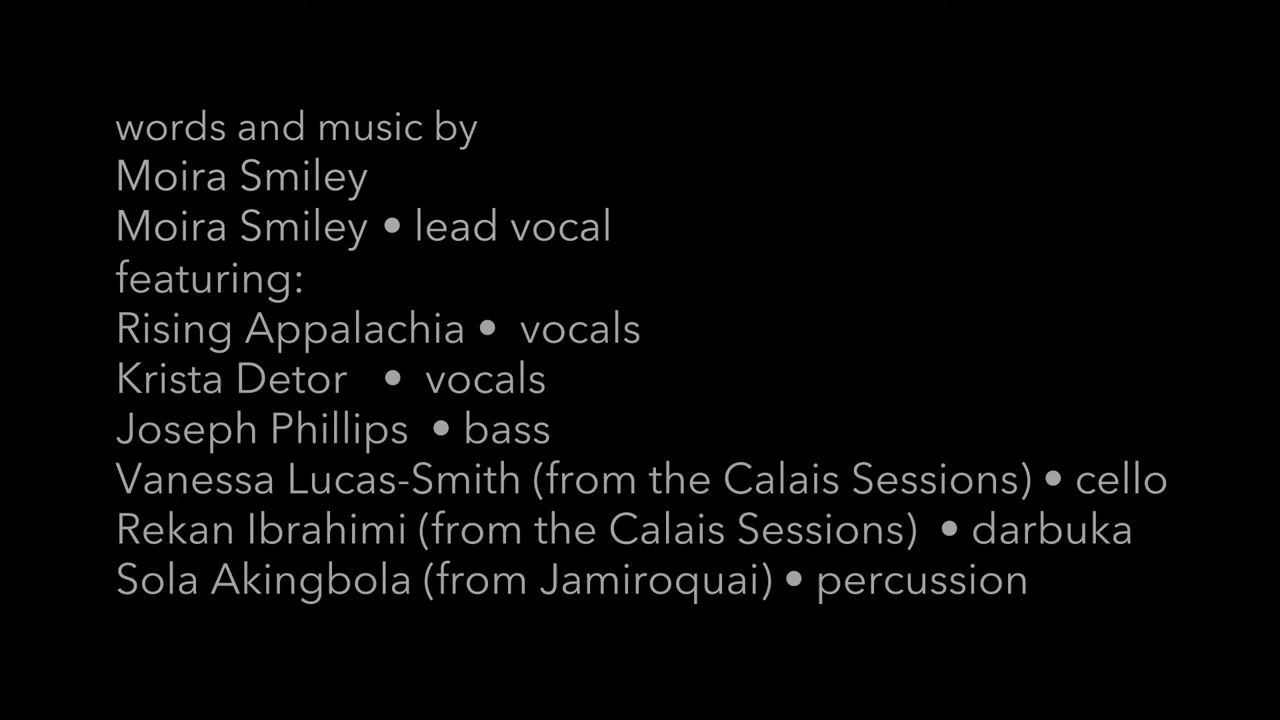 words and music by
Moira Smiley
Moira Smiley • lead vocal
featuring:
Rising Appalachia • vocals
Krista Detor • vocals
Joseph Phillips • bass
Vanessa Lucas-Smith (from the Calais Sessions) • cello
Rekan Ibrahimi (from the Calais Sessions) • darbuka
Sola Akingbola (from Jamiroquai) • percussion